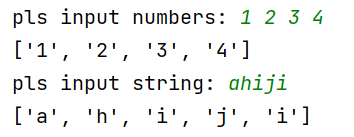 pls input numbers: 1 2 3 4
['1', '2', '3', '4']
pls input string: ahiji
['a', 'h', 'i', 'j', 'i']